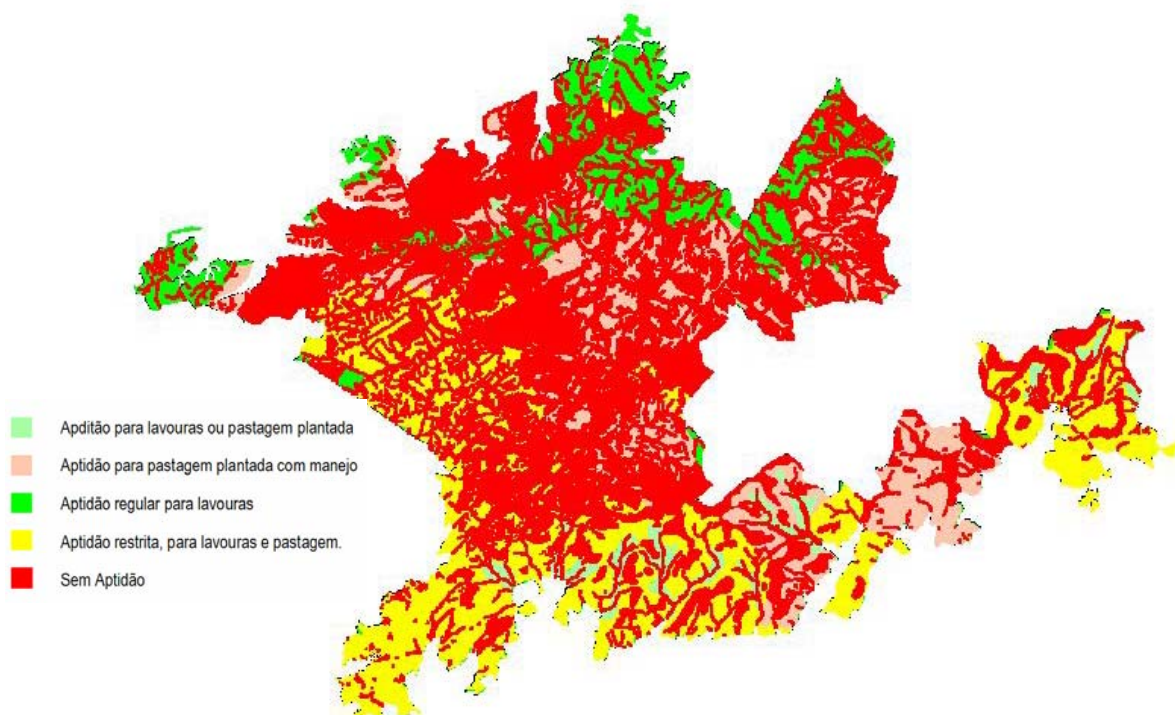 Apditão para lavouras ou pastagem plantada
Aptidão para pastagem plantada com manejo
Aptidão regular para lavouras
Aptidão restrita, para lavouras e pastagem.
Sem Aptidão